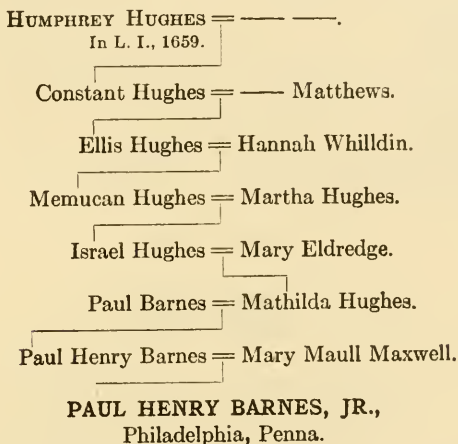 HUMPHREY HUGHES = — —.
In L. I., 1659.
Constant Hughes = — Matthews.
Ellis Hughes = Hannah Whilldin.
Memucan Hughes = Martha Hughes.
Israel Hughes = Mary Eldredge.
Paul Barnes = Mathilda Hughes.
Paul Henry Barnes = Mary Maull Maxwell.
PAUL HENRY BARNES, JR.,
Philadelphia, Penna.